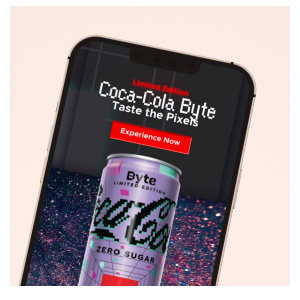 Limited Edition
Coca-Cola Byte
Taste the Pixels
Experience Now
Byte
LIMITED EDITION
ZERO SUGAR